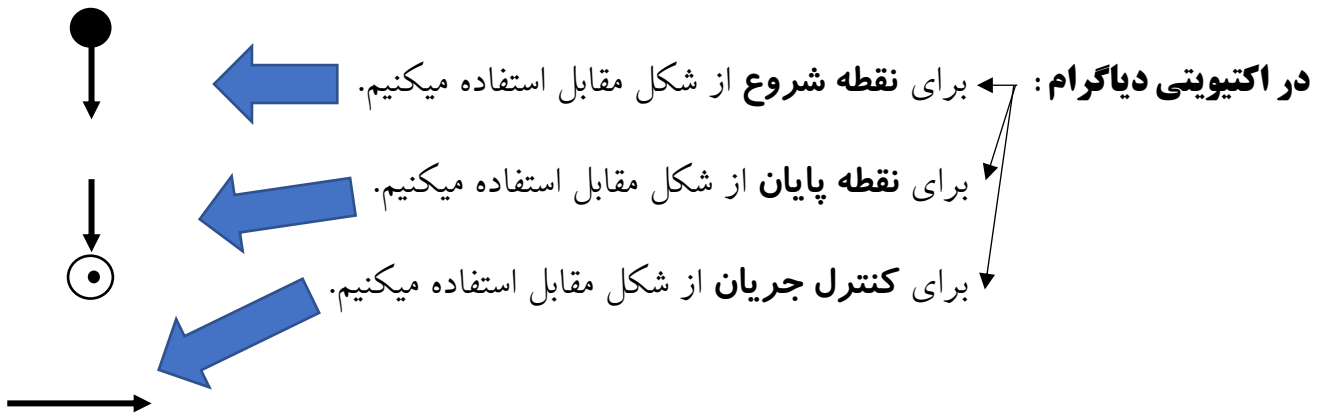 در اکتیویتی دیاگرام : برای نقطه شروع از شکل مقابل استفاده میکنیم.
برای نقطه پایان از شکل مقابل استفاده میکنیم.
برای کنترل جریان از شکل مقابل استفاده میکنیم.